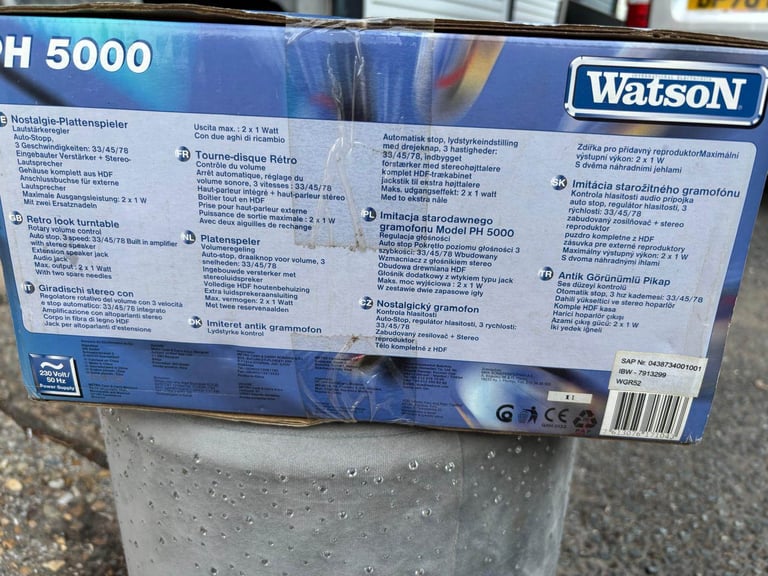 PH 5000
INTERNATIONAL ELECTRONICS
WatsoN
Nostalgie-Plattenspieler
Lautstärkeregler
Auto-Stopp,
3 Geschwindigkeiten: 33/45/78
Eingebauter Verstärker + Stereo-
Lautsprecher
Gehäuse komplett aus HDF
Anschlussbuchse für externe
Lautsprecher
Maximale Ausgangsleistung: 2 x 1 W
Mit zwei Ersatznadeln
GB Retro look turntable
Rotary volume control
Auto stop, 3 speed: 33/45/78 Built in amplifier
with stereo speaker
Extension speaker jack
Audio jack
Max. output : 2 x 1 Watt
With two spare needles
IT Giradischi stereo con
Regolatore rotativo del volume con 3 velocità
e stop automatico: 33/45/78 integrato
Amplificazione con altoparlanti stereo
Corpo in fibra di legno HDF
Jack per altoparlanti d'estensione
Uscita max. : 2 x 1 Watt
Con due aghi di ricambio
FR Tourne-disque Rétro
Contrôle du volume
Arrêt automatique, réglage du
volume sonore, 3 vitesses : 33/45/78
Haut-parleur intégré + haut-parleur stéréo
Boîtier tout en HDF
Prise pour haut-parleur externe
Puissance de sortie maximale : 2 x 1 W
Avec deux aiguilles de rechange
NL Platenspeler
Volumeregeling
Auto-stop, draaiknop voor volume, 3
snelheden: 33/45/78
Ingebouwde versterker met
stereoluidspreker
Volledige HDF houtenbehuizing
Extra luidsprekeraansluiting
Max. vermogen: 2 x 1 Watt
Met twee reservenaalden
DK Imiteret antik grammofon
Lydstyrke kontrol
Automatisk stop, lydstyrkeindstilling
med drejeknap, 3 hastigheder:
33/45/78, indbygget
forstærker med stereohøjttalere
komplet HDF-trækabinet
jackstik til ekstra højttalere
Maks. udgangseffekt: 2 x 1 watt
Med to ekstra nåle
PL Imitacja starodawnego
gramofonu Model PH 5000
Regulacja głośności
Auto stop Pokrętło poziomu głośności 3
szybkości: 33/45/78 Wbudowany
Wzmacniacz z głośnikiem stereo
Obudowa drewniana HDF
Głośnik dodatkowy z wtykiem typu jack
Maks. moc wyjściowa : 2 x 1 W
W zestawie dwie zapasowe igły
CZ Nostalgický gramofon
Kontrola hlasitosti
Auto-Stop, regulátor hlasitosti, 3 rychlosti:
33/45/78
Zabudovaný zesilovač + Stereo
reproduktor
Tělo kompletně z HDF
Zdířka pro přídavný reproduktorMaximální
výstupní výkon: 2 x 1 W
S dvěma náhradními jehlami
SK Imitácia starožitného gramofónu
Kontrola hlasitosti audio prípojka
auto stop, regulátor hlasitosti, 3
rýchlosti: 33/45/78
zabudovaný zosilňovač + stereo
reproduktor
puzdro kompletné z HDF
zásuvka pre externé reproduktory
Maximálny výstupný výkon: 2 x 1 W
S dvoma náhradnými ihlami
TR Antik Görünümlü Pikap
Ses düzeyi kontrolü
Otomatik stop, 3 hız kademesi: 33/45/78
Dahili yükseltici ve stereo hoparlör
Komple HDF kasa
Harici hoparlör çıkışı
Azami çıkış gücü: 2 x 1 W
İki yedek iğneli
230 Volt/
50 Hz
Power Supply
CE
PAP
SAP Nr. 0438734001001
IBW - 7913299
WGR52